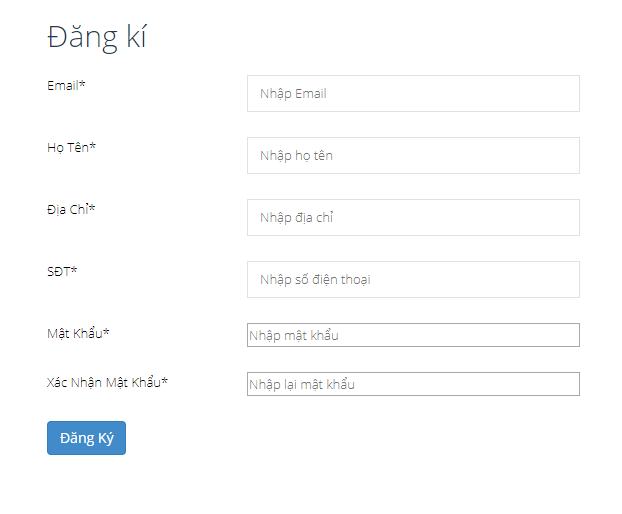 Đăng kí
Email* Nhập Email
Họ Tên* Nhập họ tên
Địa Chỉ* Nhập địa chỉ
SĐT* Nhập số điện thoại
Mật Khẩu* Nhập mật khẩu
Xác Nhận Mật Khẩu* Nhập lại mật khẩu
Đăng Ký